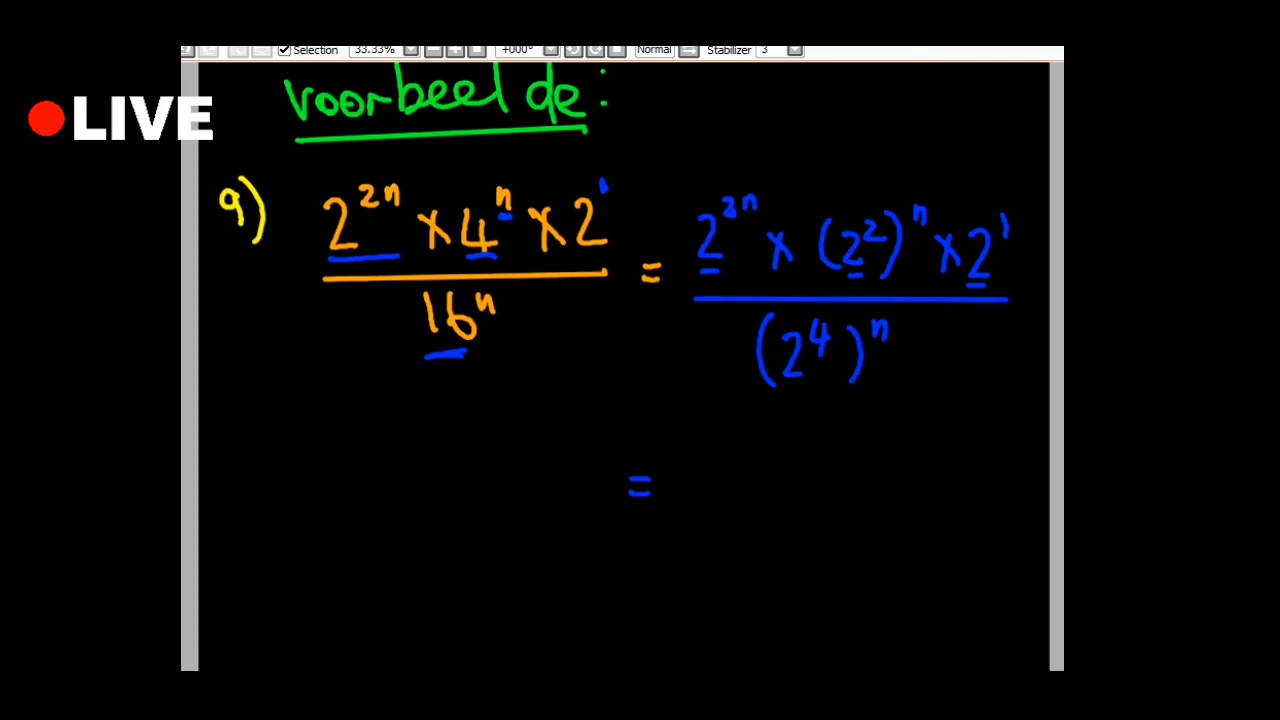 Selection 33.33% +000° Normal Stabilizer 3
voorbeelde:
LIVE
a) 2^{2n} × 4^n × 2^1 / 16^n = 2^{2n} × (2^2)^n × 2^1 / (2^4)^n
=